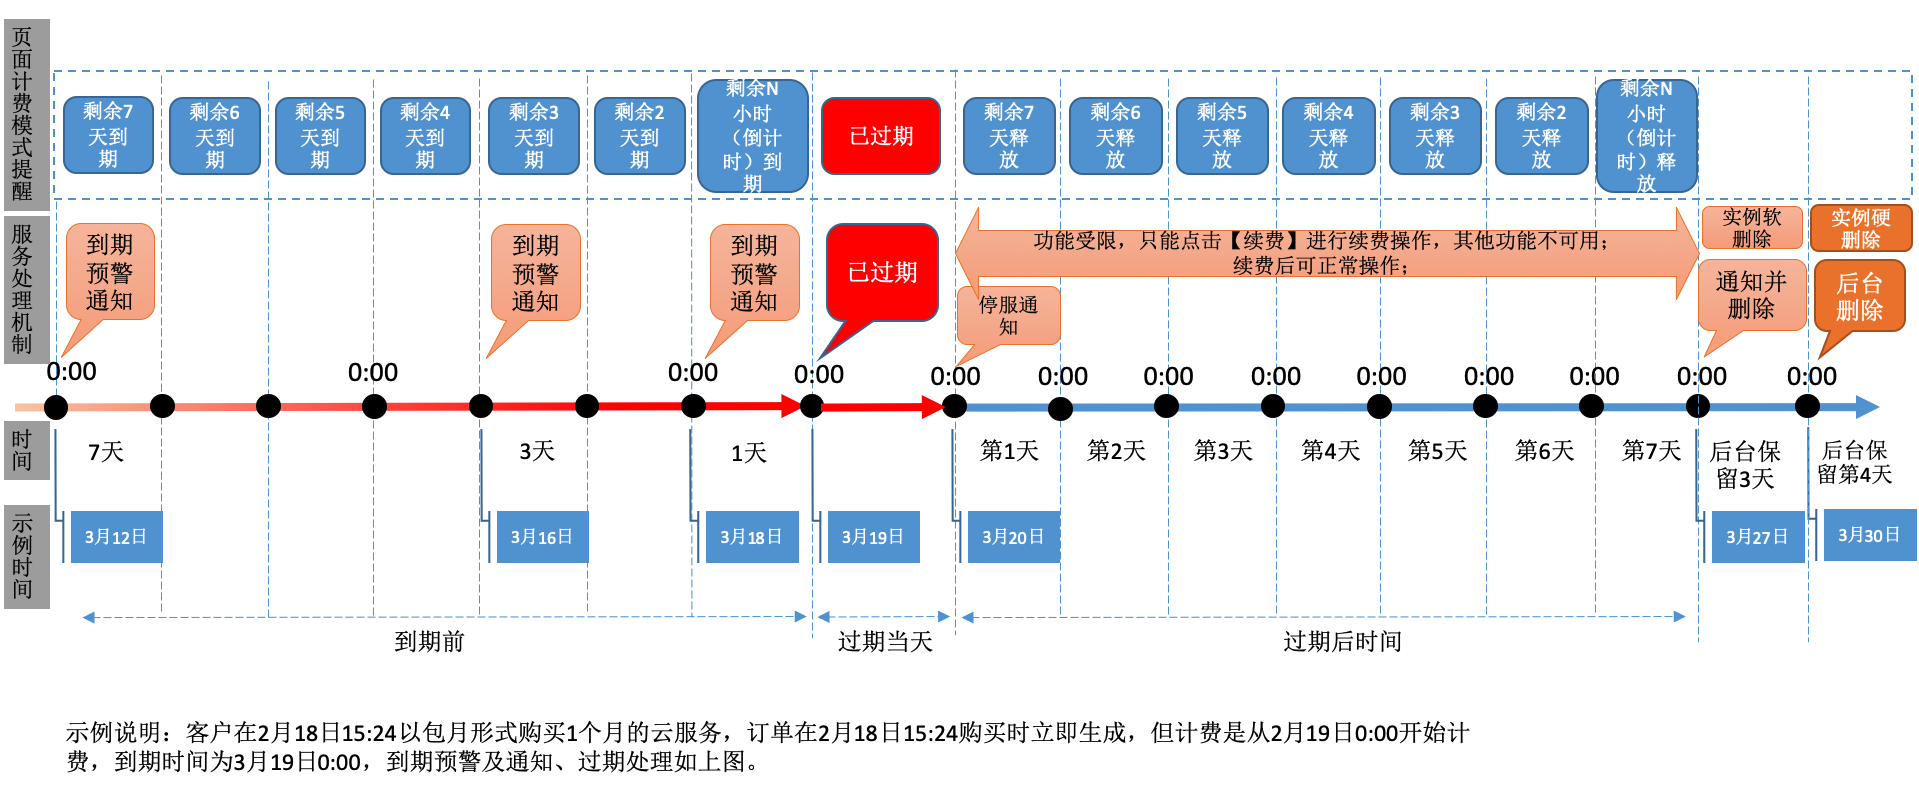 页面计费模式提醒
剩余7
天到
期
剩余6
天到
期
剩余5
天到
期
剩余4
天到
期
剩余3
天到
期
剩余2
天到
期
剩余N
小时
（倒计
时）到
期
已过期
剩余7
天释
放
剩余6
天释
放
剩余5
天释
放
剩余4
天释
放
剩余3
天释
放
剩余2
天释
放
剩余N
小时
（倒计
时）释
放
服务处理机制
到期
预警
通知
到期
预警
通知
到期
预警
通知
已过期
功能受限，只能点击【续费】进行续费操作，其他功能不可用；
续费后可正常操作；
停服通
知
实例软
删除
通知并
删除
实例硬
删除
后台
删除
0:00
0:00
0:00
0:00
0:00
0:00
0:00
0:00
0:00
0:00
0:00
0:00
0:00
时间
7天
3天
1天
第1天
第2天
第3天
第4天
第5天
第6天
第7天
后台保
留3天
后台保
留第4天
示例时间
3月12日
3月16日
3月18日
3月19日
3月20日
3月27日
3月30日
到期前
过期当天
过期后时间
示例说明：客户在2月18日15:24以包月形式购买1个月的云服务，订单在2月18日15:24购买时立即生成，但计费是从2月19日0:00开始计
费，到期时间为3月19日0:00，到期预警及通知、过期处理如上图。